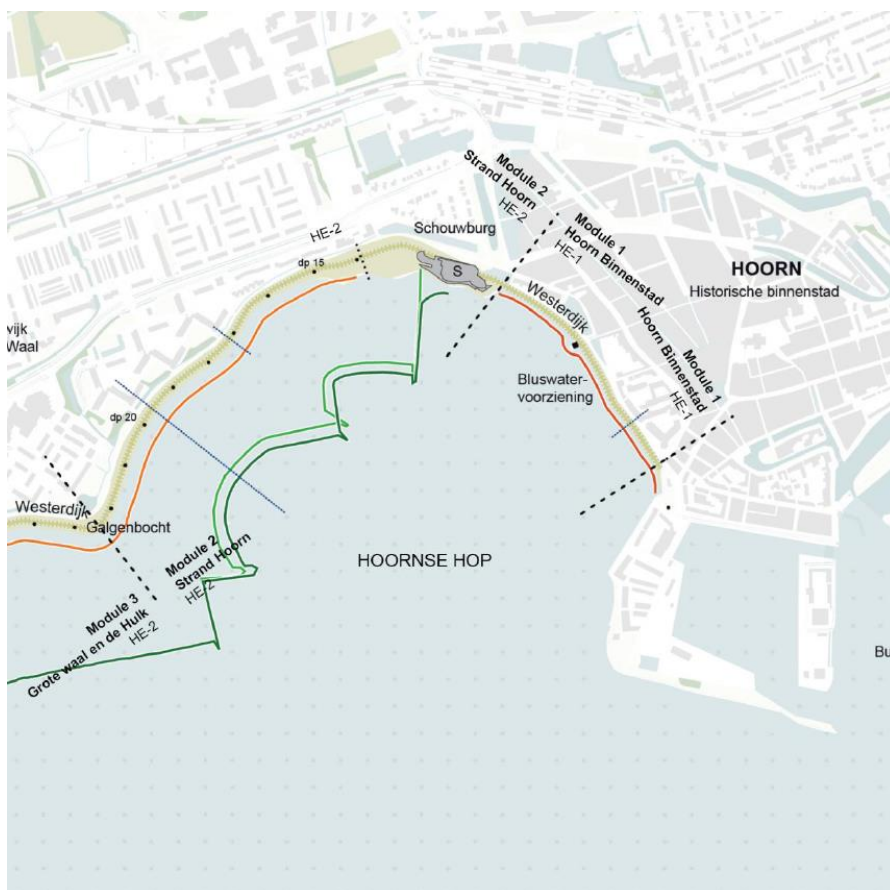 Module 2
Strand Hoorn
HE-2
Module 1
Hoorn Binnenstad
HE-1
HE-2
Schouwburg
S
dp 15
HOORN
Historische binnenstad
Westerdijk
wijk
Waal
Module 1
Hoorn Binnenstad
HE-1
Bluswater-
voorziening
dp 20
Westerdijk
Galgenbocht
Module 2
Strand Hoorn
HE-2
HOORNSE HOP
Module 3
Grote waal en de Hulk
HE-2
Bu